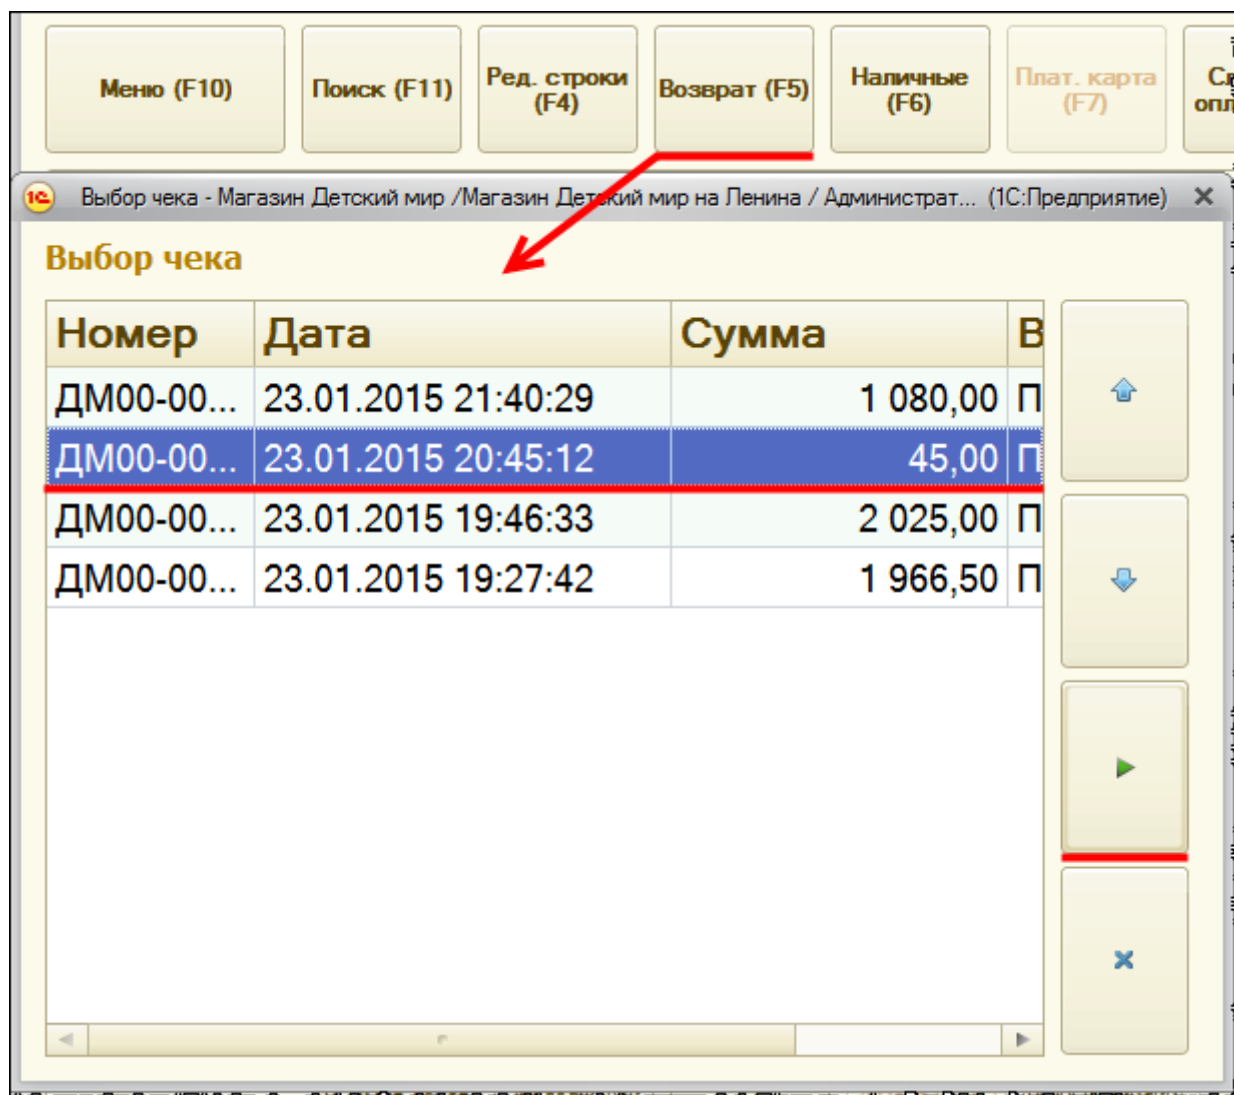 Меню (F10)
Поиск (F11)
Ред. строки
(F4)
Возврат (F5)
Наличные
(F6)
Плат. карта
(F7)
1С Выбор чека - Магазин Детский мир /Магазин Детский мир на Ленина / Администрат... (1С:Предприятие)
Выбор чека
Номер Дата Сумма В
ДМ00-00... 23.01.2015 21:40:29 1 080,00 П
ДМ00-00... 23.01.2015 20:45:12 45,00 П
ДМ00-00... 23.01.2015 19:46:33 2 025,00 П
ДМ00-00... 23.01.2015 19:27:42 1 966,50 П